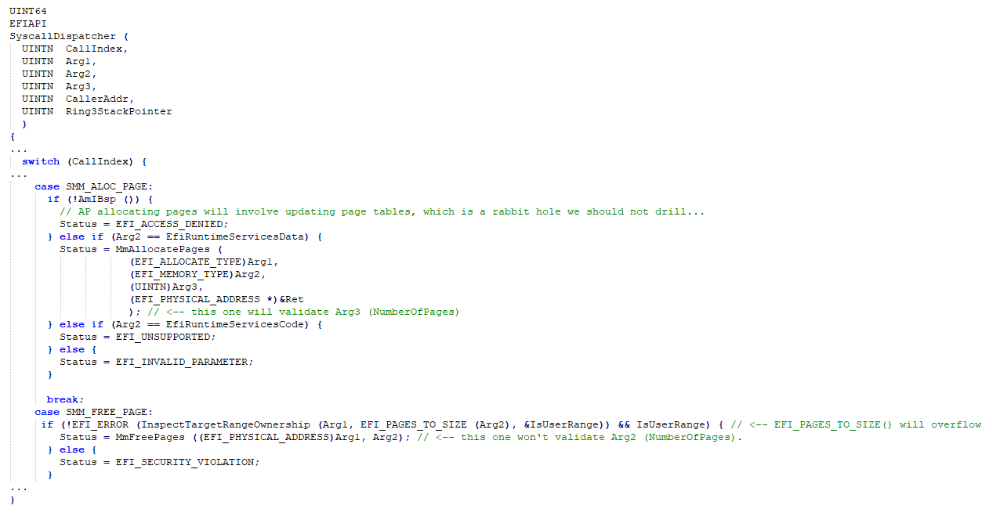 UINT64
EFIAPI
SyscallDispatcher (
  UINTN  CallIndex,
  UINTN  Arg1,
  UINTN  Arg2,
  UINTN  Arg3,
  UINTN  CallerAddr,
  UINTN  Ring3StackPointer
  )
{
...
  switch (CallIndex) {
...
    case SMM_ALOC_PAGE:
      if (!AmIBsp ()) {
        // AP allocating pages will involve updating page tables, which is a rabbit hole we should not drill...
        Status = EFI_ACCESS_DENIED;
      } else if (Arg2 == EfiRuntimeServicesData) {
        Status = MmAllocatePages (
                   (EFI_ALLOCATE_TYPE)Arg1,
                   (EFI_MEMORY_TYPE)Arg2,
                   (UINTN)Arg3,
                   (EFI_PHYSICAL_ADDRESS *)&Ret
                   ); // <-- this one will validate Arg3 (NumberOfPages)
      } else if (Arg2 == EfiRuntimeServicesCode) {
        Status = EFI_UNSUPPORTED;
      } else {
        Status = EFI_INVALID_PARAMETER;
      }

      break;
    case SMM_FREE_PAGE:
     if (!EFI_ERROR (InspectTargetRangeOwnership (Arg1, EFI_PAGES_TO_SIZE (Arg2), &IsUserRange)) && IsUserRange) { // <-- EFI_PAGES_TO_SIZE() will overflow
        Status = MmFreePages ((EFI_PHYSICAL_ADDRESS)Arg1, Arg2); // <-- this one won't validate Arg2 (NumberOfPages).
      } else {
        Status = EFI_SECURITY_VIOLATION;
      }
...
}